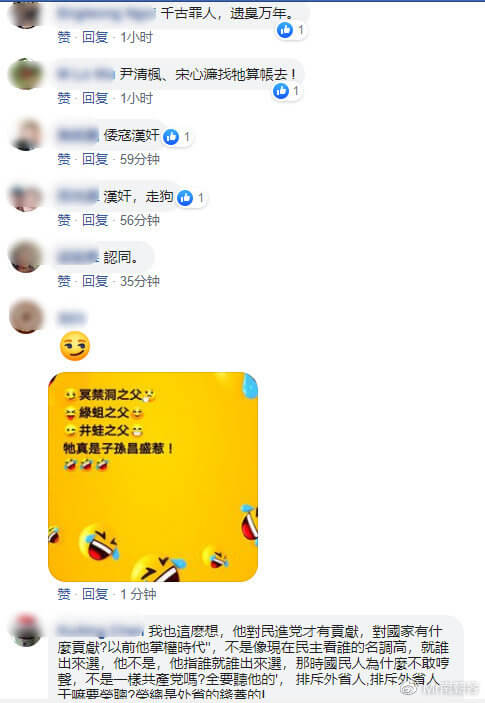 千古罪人，遗臭万年。
1
赞 · 回复 · 1小时
尹清楓、宋心濂找牠算帳去！
1
赞 · 回复 · 1小时
倭寇漢奸
1
赞 · 回复 · 59分钟
漢奸，走狗
1
赞 · 回复 · 56分钟
認同。
赞 · 回复 · 35分钟
冥禁洞之父
綠蛆之父
井蛙之父
牠真是子孫昌盛惹！
赞 · 回复 · 1 分钟
我也這麼想，他對民進党才有貢獻，對國家有什
麼貢獻?以前他掌權時代"，不是像現在民主看誰的名調高，就誰
出來選，他不是，他指誰就誰出來選，那時國民人為什麼不敢哼
聲，不是一樣共產党嗎?全要聽他的'，排斥外省人,排斥外省人
干嘛要榮聽?榮總是外省的錢蓋的!